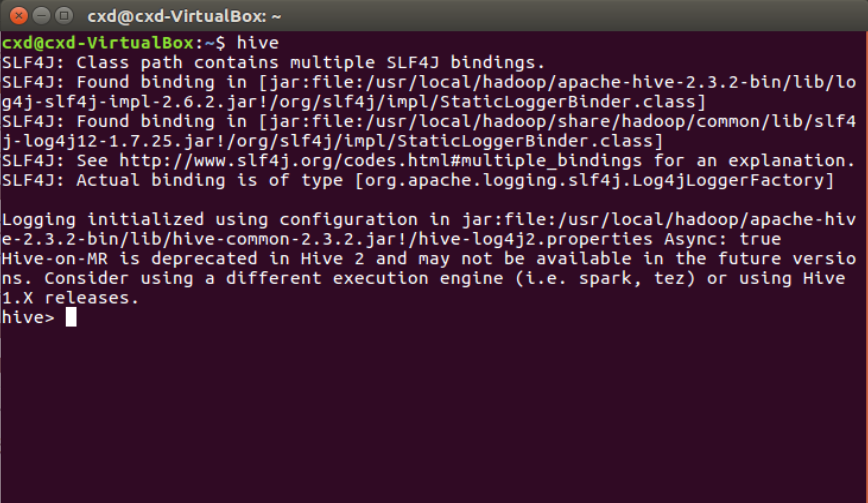 cxd@cxd-VirtualBox: ~
cxd@cxd-VirtualBox:~$ hive
SLF4J: Class path contains multiple SLF4J bindings.
SLF4J: Found binding in [jar:file:/usr/local/hadoop/apache-hive-2.3.2-bin/lib/lo
g4j-slf4j-impl-2.6.2.jar!/org/slf4j/impl/StaticLoggerBinder.class]
SLF4J: Found binding in [jar:file:/usr/local/hadoop/share/hadoop/common/lib/slf4
j-log4j12-1.7.25.jar!/org/slf4j/impl/StaticLoggerBinder.class]
SLF4J: See http://www.slf4j.org/codes.html#multiple_bindings for an explanation.
SLF4J: Actual binding is of type [org.apache.logging.slf4j.Log4jLoggerFactory]
Logging initialized using configuration in jar:file:/usr/local/hadoop/apache-hiv
e-2.3.2-bin/lib/hive-common-2.3.2.jar!/hive-log4j2.properties Async: true
Hive-on-MR is deprecated in Hive 2 and may not be available in the future versio
ns. Consider using a different execution engine (i.e. spark, tez) or using Hive
1.X releases.
hive>